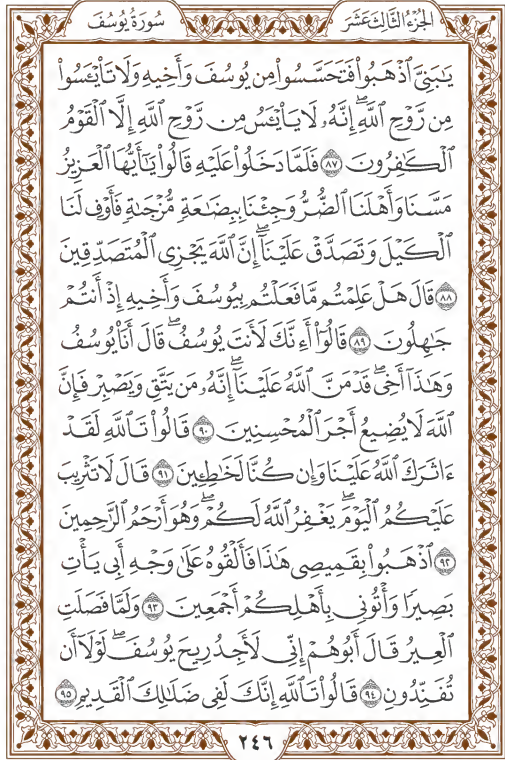 الجُزْءُ الثَّالِثَ عَشَرَ سُورَةُ يُوسُفَ
يَـٰبَنِىَّ ٱذْهَبُوا۟ فَتَحَسَّسُوا۟ مِن يُوسُفَ وَأَخِيهِ وَلَا تَا۟يْـَٔسُوا۟
مِن رَّوْحِ ٱللَّهِ ۖ إِنَّهُۥ لَا يَا۟يْـَٔسُ مِن رَّوْحِ ٱللَّهِ إِلَّا ٱلْقَوْمُ
ٱلْكَـٰفِرُونَ ۝٨٧ فَلَمَّا دَخَلُوا۟ عَلَيْهِ قَالُوا۟ يَـٰٓأَيُّهَا ٱلْعَزِيزُ
مَسَّنَا وَأَهْلَنَا ٱلضُّرُّ وَجِئْنَا بِبِضَـٰعَةٍ مُّزْجَىٰةٍ فَأَوْفِ لَنَا
ٱلْكَيْلَ وَتَصَدَّقْ عَلَيْنَآ ۖ إِنَّ ٱللَّهَ يَجْزِى ٱلْمُتَصَدِّقِينَ
۝٨٨ قَالَ هَلْ عَلِمْتُم مَّا فَعَلْتُم بِيُوسُفَ وَأَخِيهِ إِذْ أَنتُمْ
جَـٰهِلُونَ ۝٨٩ قَالُوٓا۟ أَءِنَّكَ لَأَنتَ يُوسُفُ ۖ قَالَ أَنَا۠ يُوسُفُ
وَهَـٰذَآ أَخِى ۖ قَدْ مَنَّ ٱللَّهُ عَلَيْنَآ ۖ إِنَّهُۥ مَن يَتَّقِ وَيَصْبِرْ فَإِنَّ
ٱللَّهَ لَا يُضِيعُ أَجْرَ ٱلْمُحْسِنِينَ ۝٩٠ قَالُوا۟ تَٱللَّهِ لَقَدْ
ءَاثَرَكَ ٱللَّهُ عَلَيْنَا وَإِن كُنَّا لَخَـٰطِـِٔينَ ۝٩١ قَالَ لَا تَثْرِيبَ
عَلَيْكُمُ ٱلْيَوْمَ ۖ يَغْفِرُ ٱللَّهُ لَكُمْ ۖ وَهُوَ أَرْحَمُ ٱلرَّٰحِمِينَ
۝٩٢ ٱذْهَبُوا۟ بِقَمِيصِى هَـٰذَا فَأَلْقُوهُ عَلَىٰ وَجْهِ أَبِى يَأْتِ
بَصِيرًا وَأْتُونِى بِأَهْلِكُمْ أَجْمَعِينَ ۝٩٣ وَلَمَّا فَصَلَتِ
ٱلْعِيرُ قَالَ أَبُوهُمْ إِنِّى لَأَجِدُ رِيحَ يُوسُفَ ۖ لَوْلَآ أَن
تُفَنِّدُونِ ۝٩٤ قَالُوا۟ تَٱللَّهِ إِنَّكَ لَفِى ضَلَـٰلِكَ ٱلْقَدِيمِ ۝٩٥
٢٤٦